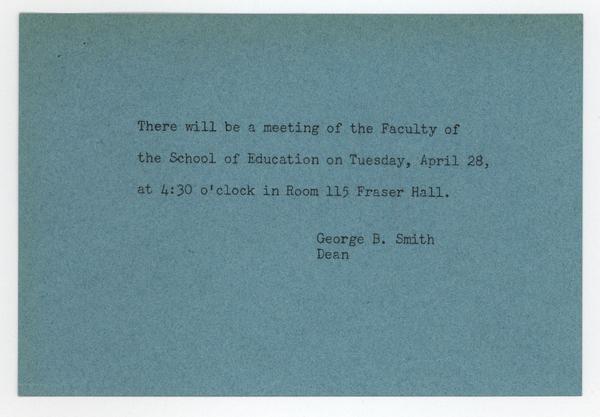 There will be a meeting of the Faculty of
the School of Education on Tuesday, April 28,
at 4:30 o'clock in Room 115 Fraser Hall.
George B. Smith
Dean